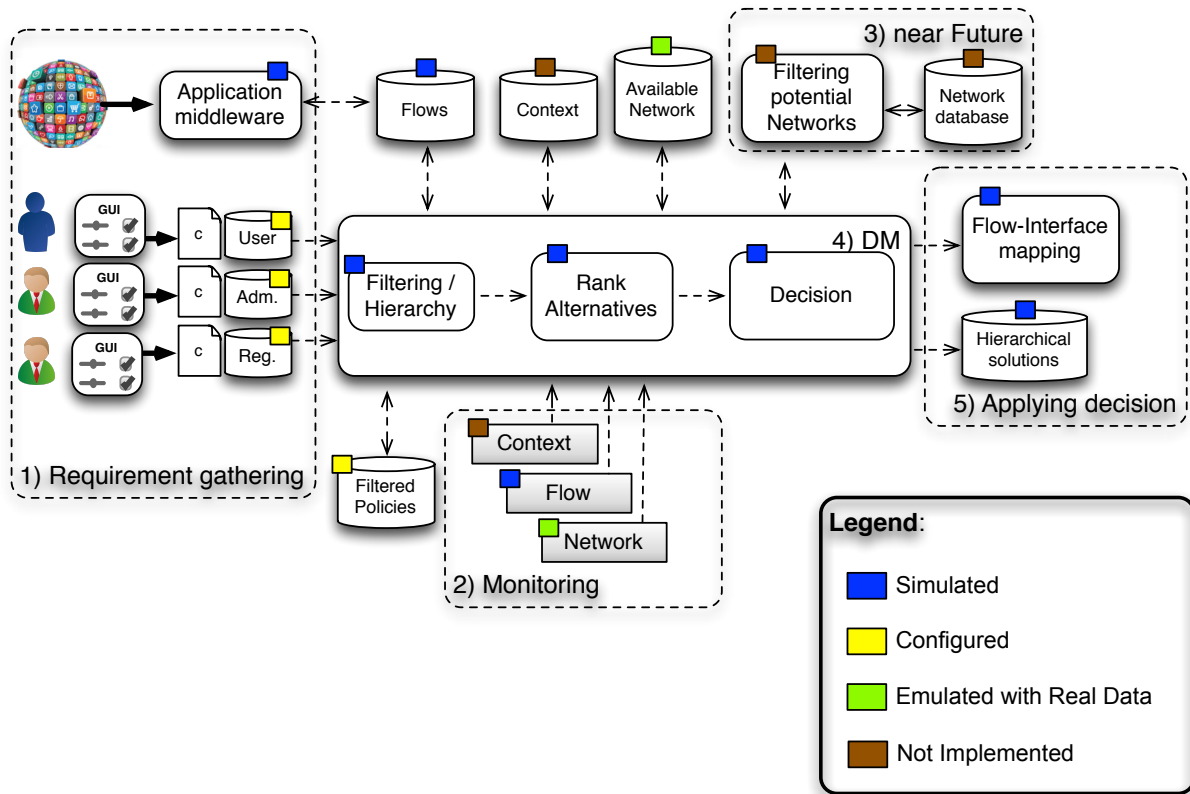 3) near Future
Application
middleware
Flows
Context
Available
Network
Filtering
potential
Networks
Network
database
GUI
c
User
GUI
c
Adm.
GUI
c
Reg.
4) DM
Filtering /
Hierarchy
Rank
Alternatives
Decision
Flow-Interface
mapping
Hierarchical
solutions
5) Applying decision
1) Requirement gathering
Filtered
Policies
Context
Flow
Network
2) Monitoring
Legend:
Simulated
Configured
Emulated with Real Data
Not Implemented